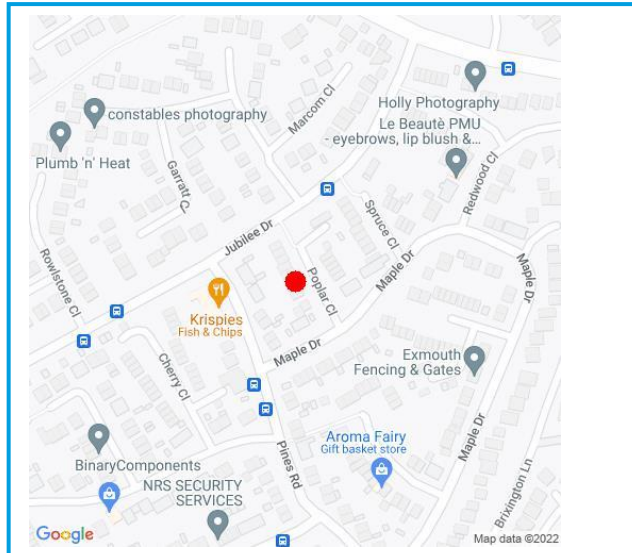 Holly Photography
constables photography
Marcom Cl
Le Beautè PMU
- eyebrows, lip blush &...
Plumb 'n' Heat
Garratt C
Redwood Cl
Spruce Cl
Jubilee Dr
Rowlstone Cl
Maple Dr
Maple Dr
Poplar Cl
Krispies
Fish & Chips
Maple Dr
Exmouth
Fencing & Gates
Cherry Cl
Maple Dr
Aroma Fairy
Gift basket store
Pines Rd
BinaryComponents
NRS SECURITY
SERVICES
Brixington Ln
Google
Map data ©2022